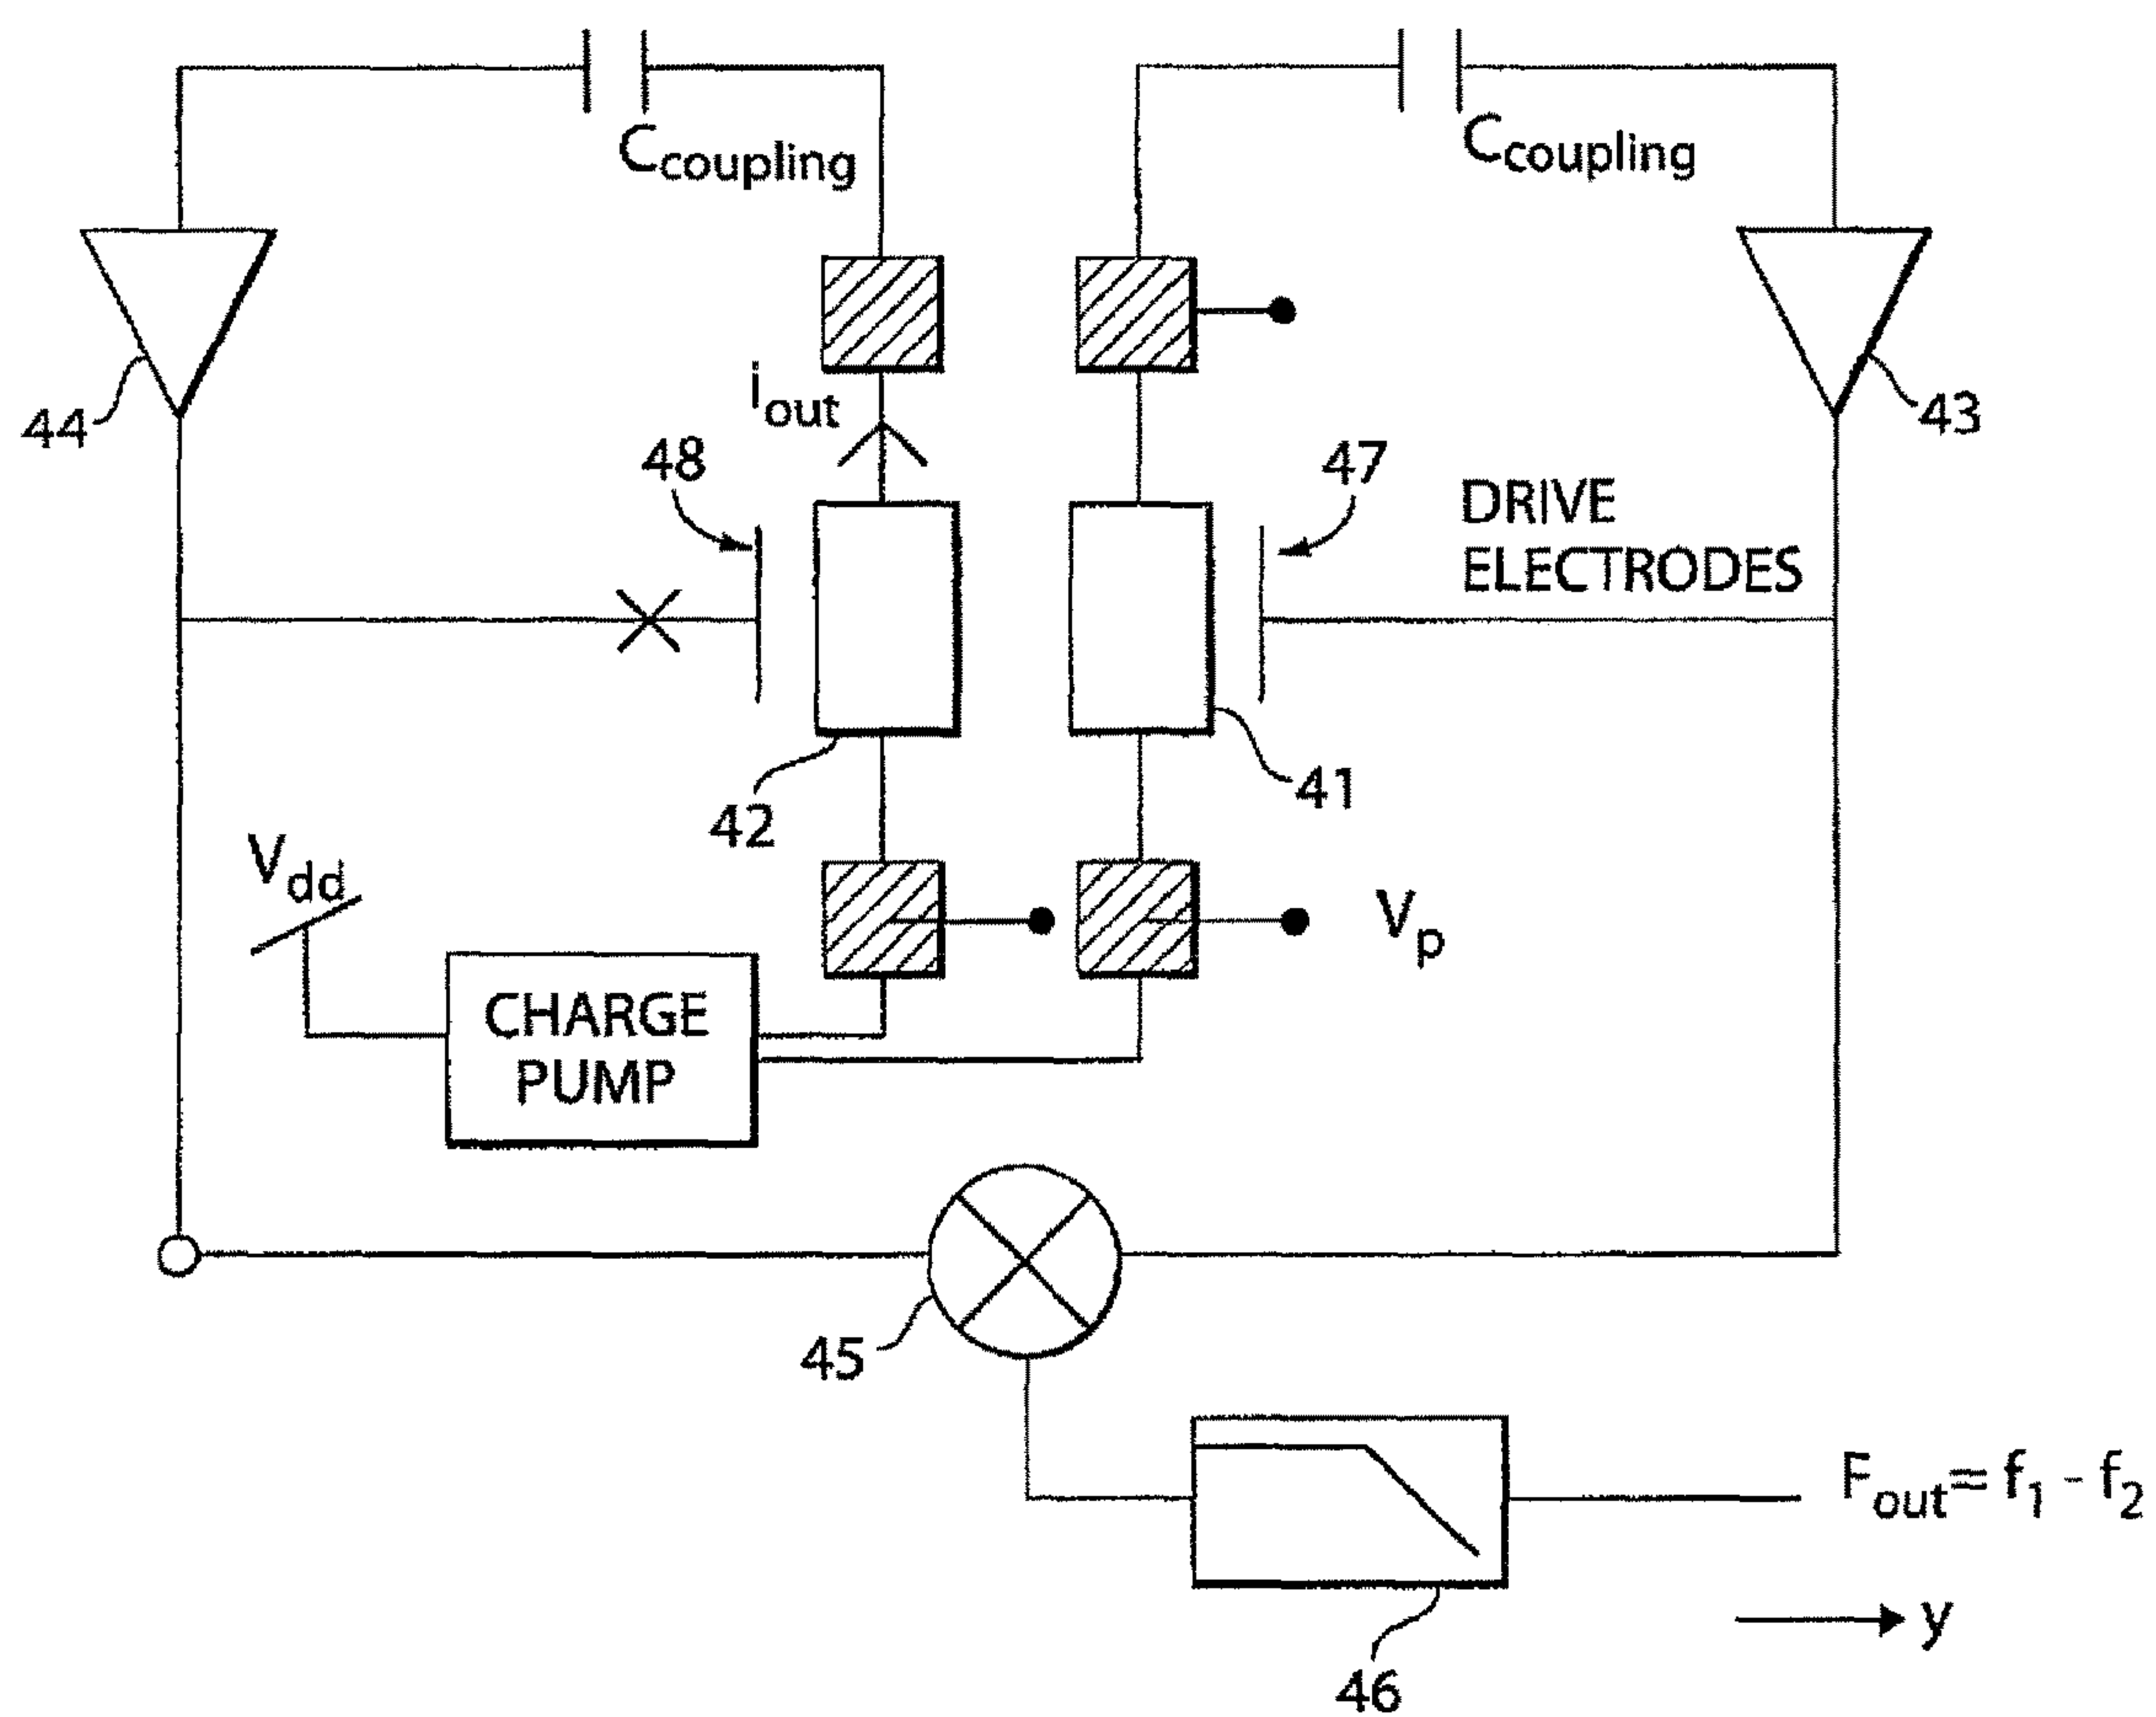 Ccoupling
Ccoupling
44
iout
43
48
47
DRIVE
ELECTRODES
42
41
Vdd
Vp
CHARGE
PUMP
45
Fout= f1 - f2
y
46